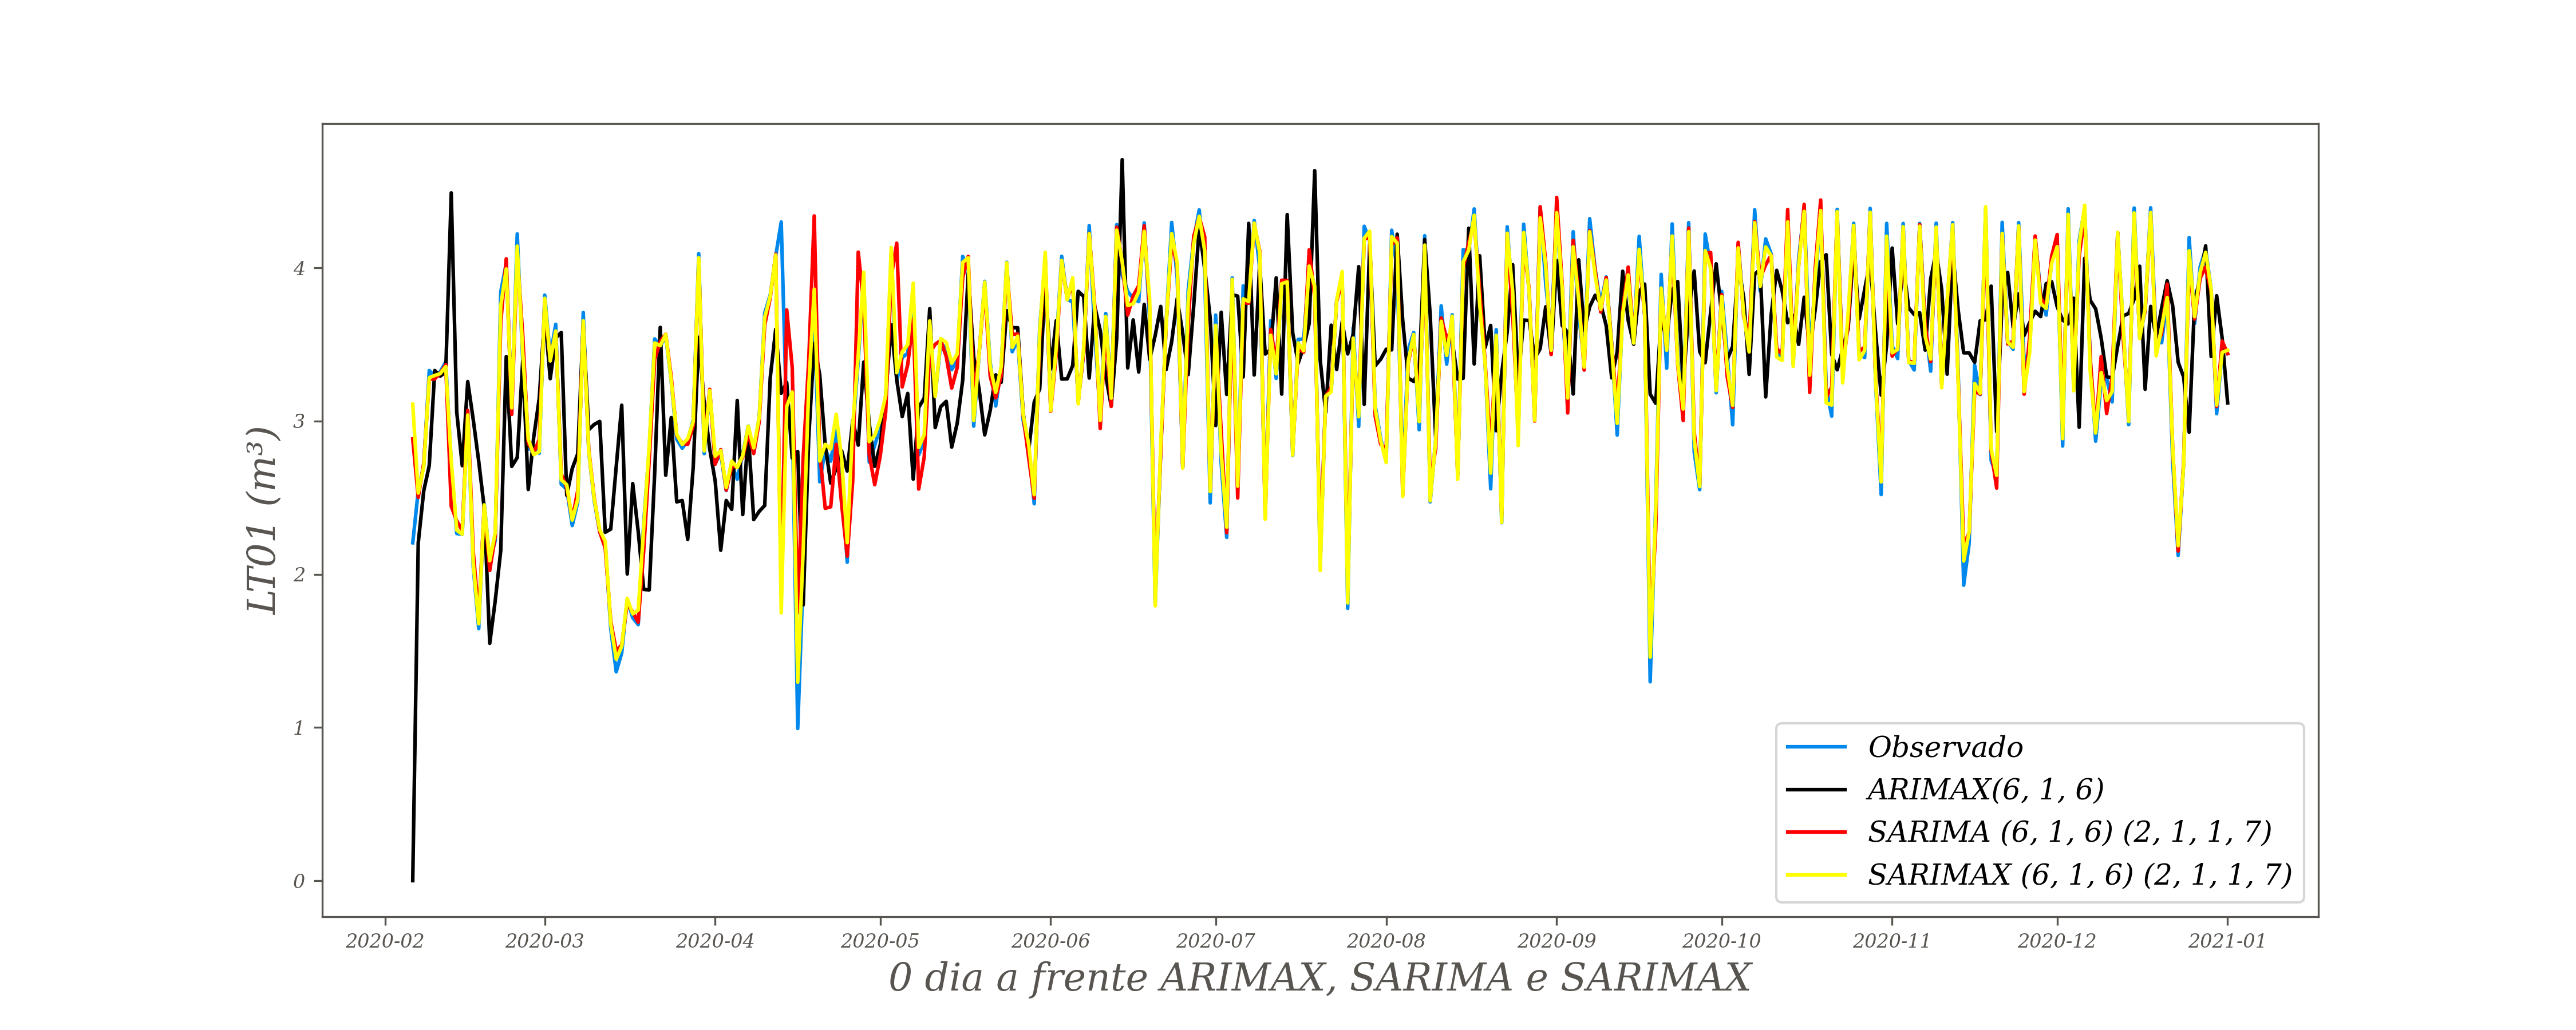 LT01 (m³)
4
3
2
1
0
Observado
ARIMAX(6, 1, 6)
SARIMA (6, 1, 6) (2, 1, 1, 7)
SARIMAX (6, 1, 6) (2, 1, 1, 7)
2020-02 2020-03 2020-04 2020-05 2020-06 2020-07 2020-08 2020-09 2020-10 2020-11 2020-12 2021-01
0 dia a frente ARIMAX, SARIMA e SARIMAX